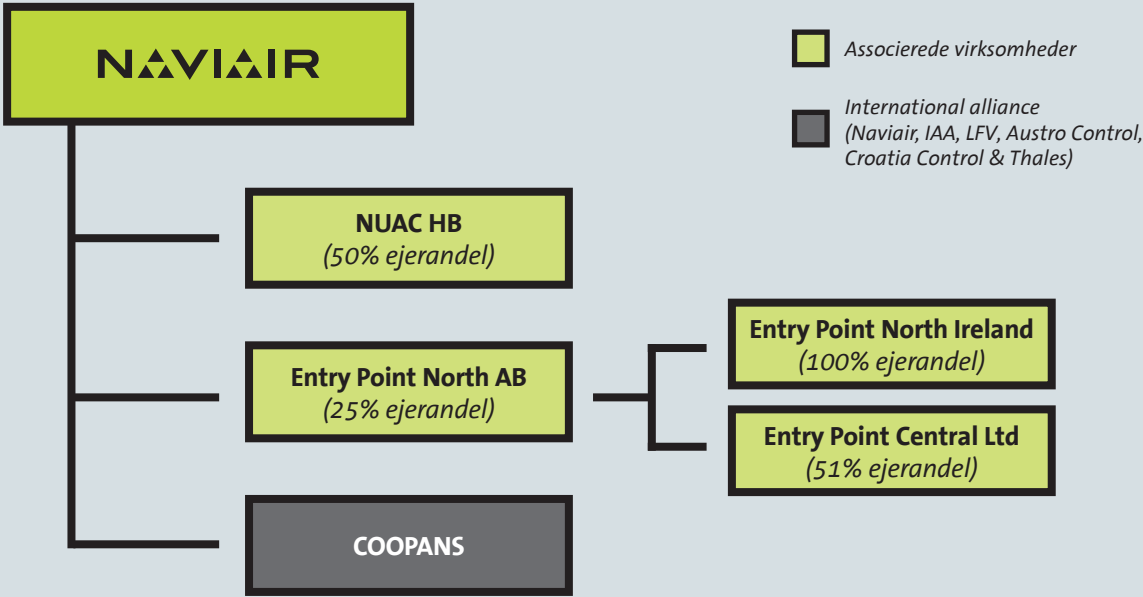 NAVIAIR
Associerede virksomheder
International alliance
(Naviair, IAA, LFV, Austro Control,
Croatia Control & Thales)
NUAC HB
(50% ejerandel)
Entry Point North AB
(25% ejerandel)
Entry Point North Ireland
(100% ejerandel)
Entry Point Central Ltd
(51% ejerandel)
COOPANS